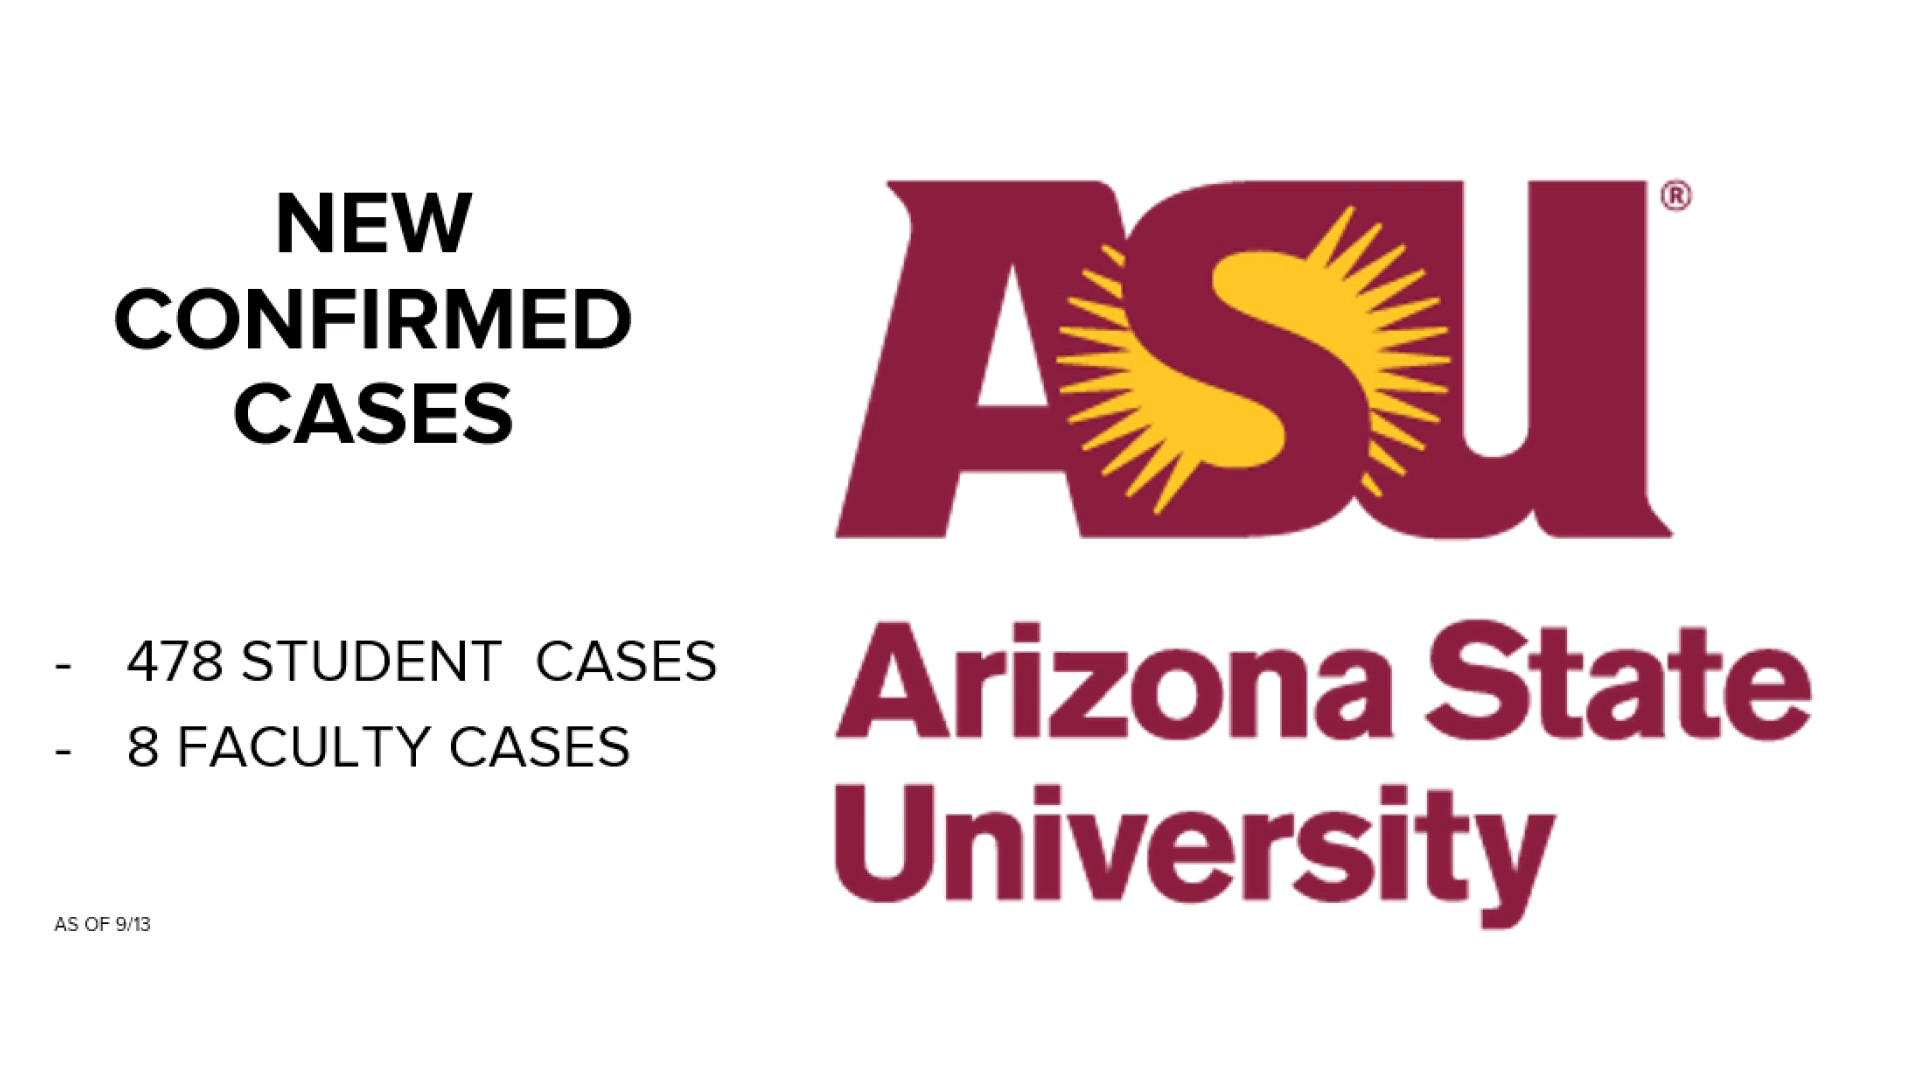 NEW
CONFIRMED
CASES
- 478 STUDENT CASES
- 8 FACULTY CASES
AS OF 9/13
ASU®
Arizona State
University